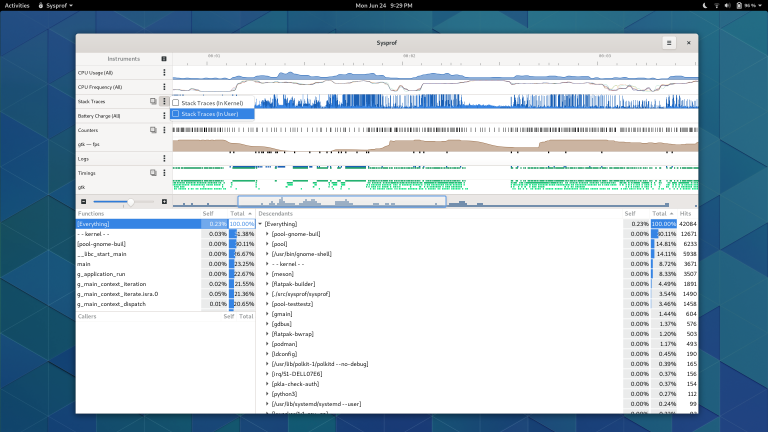 Activities Sysprof Mon Jun 24 9:29 PM 96 %
Sysprof
Instruments 00:01 00:02 00:03
CPU Usage (All)
CPU Frequency (All)
Stack Traces
Stack Traces (In Kernel)
Stack Traces (In User)
Battery Charge (All)
Counters
gtk — fps
Logs
Timings
gtk
Functions Self Total
[Everything] 0.23% 100.00%
- - kernel - - 0.03% 31.38%
[pool-gnome-buil] 0.00% 30.11%
__libc_start_main 0.00% 26.67%
main 0.00% 23.25%
g_application_run 0.00% 22.67%
g_main_context_iteration 0.02% 21.55%
g_main_context_iterate.isra.0 0.05% 21.36%
g_main_context_dispatch 0.01% 20.65%
Callers Self Total
Descendants Self Total Hits
[Everything] 0.23% 100.00% 42084
[pool-gnome-buil] 0.00% 30.11% 12671
[pool] 0.00% 14.81% 6233
[/usr/bin/gnome-shell] 0.00% 14.11% 5938
- - kernel - - 0.00% 8.72% 3671
[meson] 0.00% 8.33% 3507
[flatpak-builder] 0.00% 4.49% 1891
[./src/sysprof/sysprof] 0.00% 3.54% 1490
[pool-testtestz] 0.00% 3.46% 1458
[gmain] 0.00% 1.44% 604
[gdbus] 0.00% 1.37% 576
[flatpak-bwrap] 0.00% 1.20% 503
[podman] 0.00% 1.17% 493
[ldconfig] 0.00% 0.45% 190
[/usr/lib/polkit-1/polkitd --no-debug] 0.00% 0.39% 165
[irq/51-DELL07E6] 0.00% 0.37% 156
[pkla-check-auth] 0.00% 0.37% 154
[python3] 0.00% 0.27% 112
[/usr/lib/systemd/systemd --user] 0.00% 0.24% 99